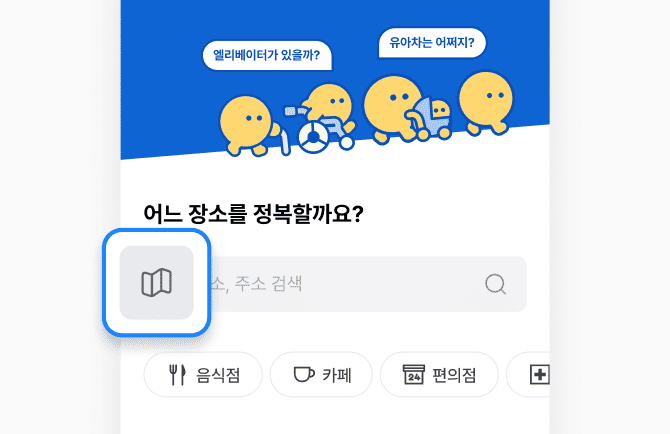 엘리베이터가 있을까?
유아차는 어쩌지?
어느 장소를 정복할까요?
소, 주소 검색
음식점
카페
24
편의점